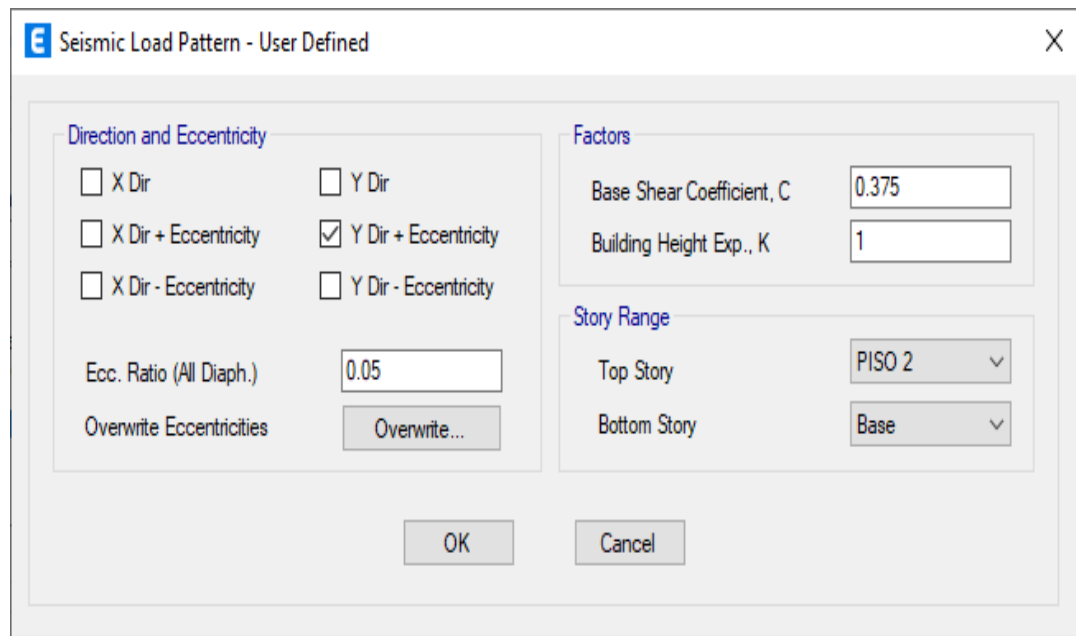 E Seismic Load Pattern - User Defined
Direction and Eccentricity
X Dir
Y Dir
X Dir + Eccentricity
Y Dir + Eccentricity
X Dir - Eccentricity
Y Dir - Eccentricity
Ecc. Ratio (All Diaph.)
0.05
Overwrite Eccentricities
Overwrite...
Factors
Base Shear Coefficient, C
0.375
Building Height Exp., K
1
Story Range
Top Story
PISO 2
Bottom Story
Base
OK
Cancel